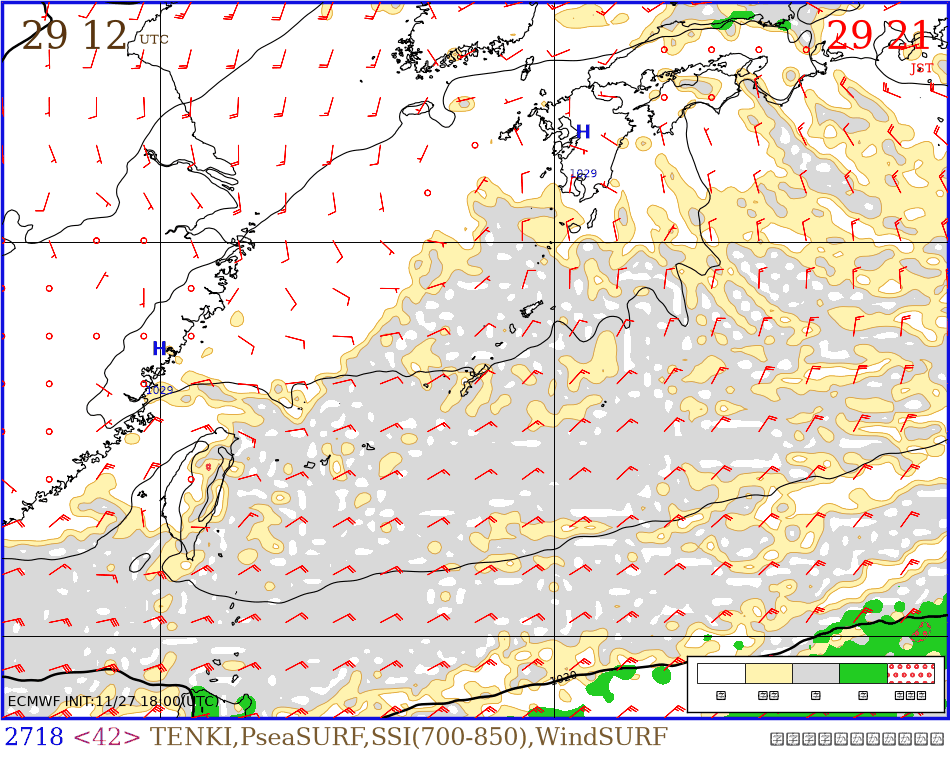 29 12 UTC
29 21 JST
H
1029
H
1029
1020
ECMWF INIT:11/27 18:00(UTC)
2718 <42> TENKI,PseaSURF,SSI(700-850),WindSURF